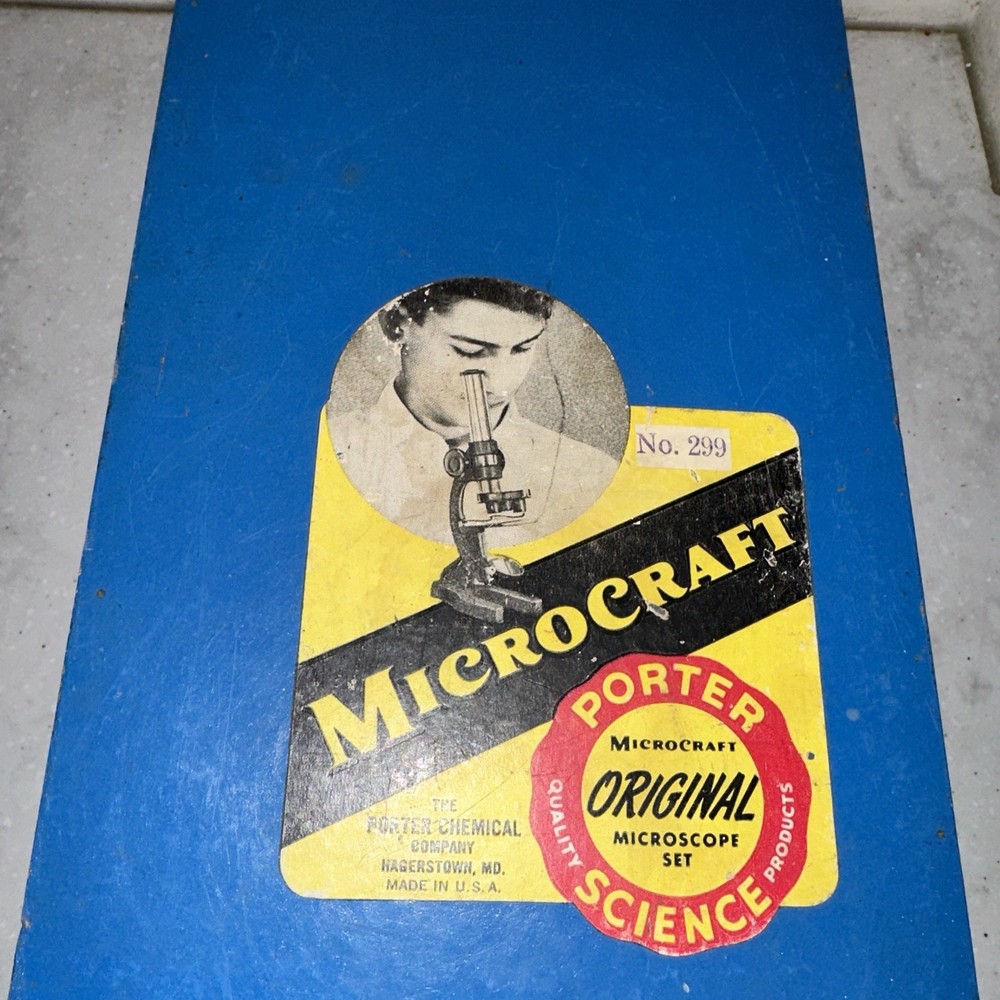 No. 299
MICROCRAFT
THE
PORTER CHEMICAL
COMPANY
HAGERSTOWN, MD.
MADE IN U.S.A.
PORTER
MICROCRAFT
ORIGINAL
MICROSCOPE
SET
QUALITY
PRODUCTS
SCIENCE